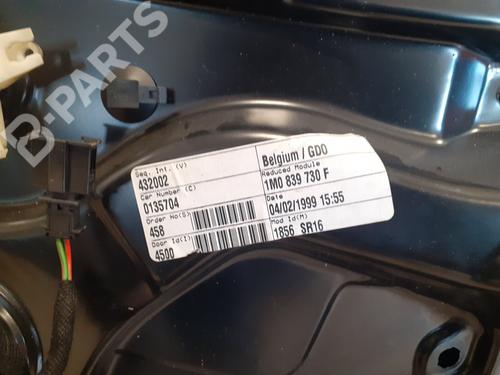 B-PARTS
Seq. Int. (V)
432002
Car Number (C)
0135704
Order No(S)
458
Door Id(I)
4500
Belgium / GDO
Reduced Module
1M0 839 730 F
Date
04/02/1999 15:55
Mod Id(M)
1856 SR16